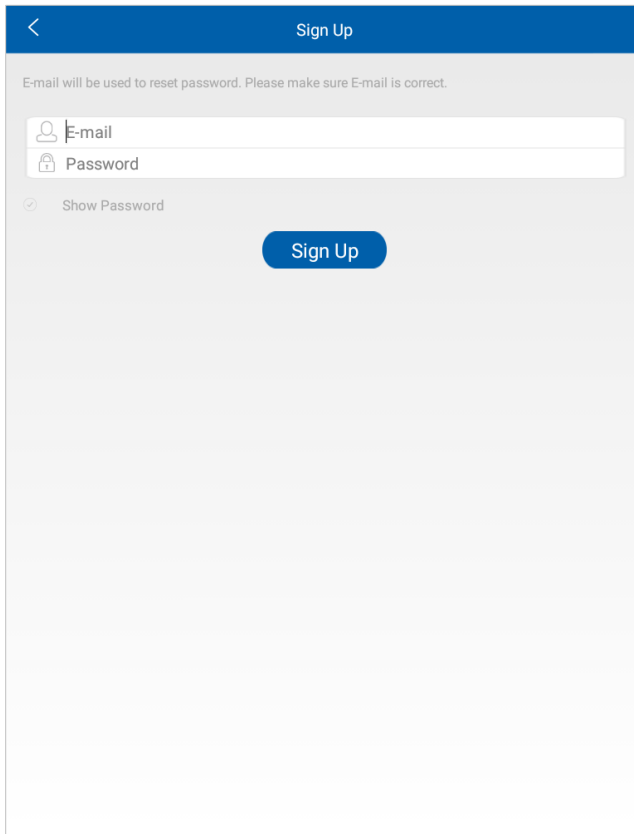 Sign Up
E-mail will be used to reset password. Please make sure E-mail is correct.
E-mail
Password
Show Password
Sign Up